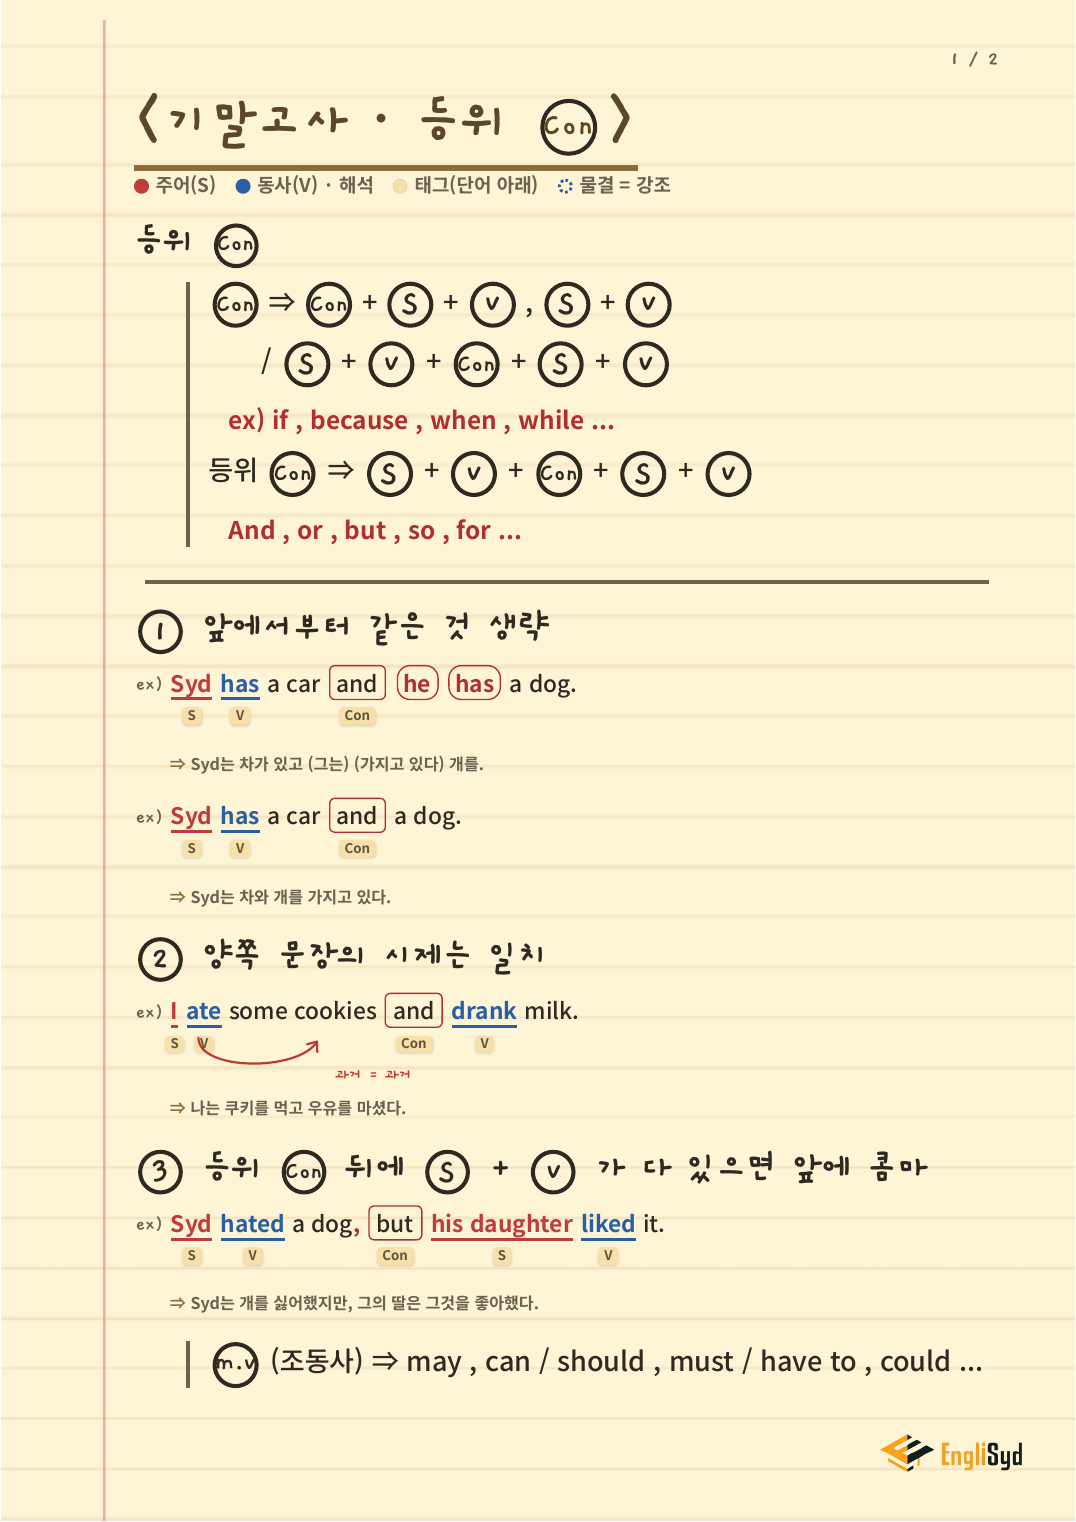 1 / 2
〈기말고사 · 등위 Con〉
주어(S) 동사(V) · 해석 태그(단어 아래) 물결 = 강조
등위 Con
Con ⇒ Con + S + V , S + V
/ S + V + Con + S + V
ex) if , because , when , while ...
등위 Con ⇒ S + V + Con + S + V
And , or , but , so , for ...
1 앞에서부터 같은 것 생략
ex) Syd has a car and he has a dog.
S V Con
⇒ Syd는 차가 있고 (그는) (가지고 있다) 개를.
ex) Syd has a car and a dog.
S V Con
⇒ Syd는 차와 개를 가지고 있다.
2 양쪽 문장의 시제는 일치
ex) I ate some cookies and drank milk.
S V Con V
과거 = 과거
⇒ 나는 쿠키를 먹고 우유를 마셨다.
3 등위 Con 뒤에 S + V 가 다 있으면 앞에 콤마
ex) Syd hated a dog, but his daughter liked it.
S V Con S V
⇒ Syd는 개를 싫어했지만, 그의 딸은 그것을 좋아했다.
m.v (조동사) ⇒ may , can / should , must / have to , could ...
EngliSyd